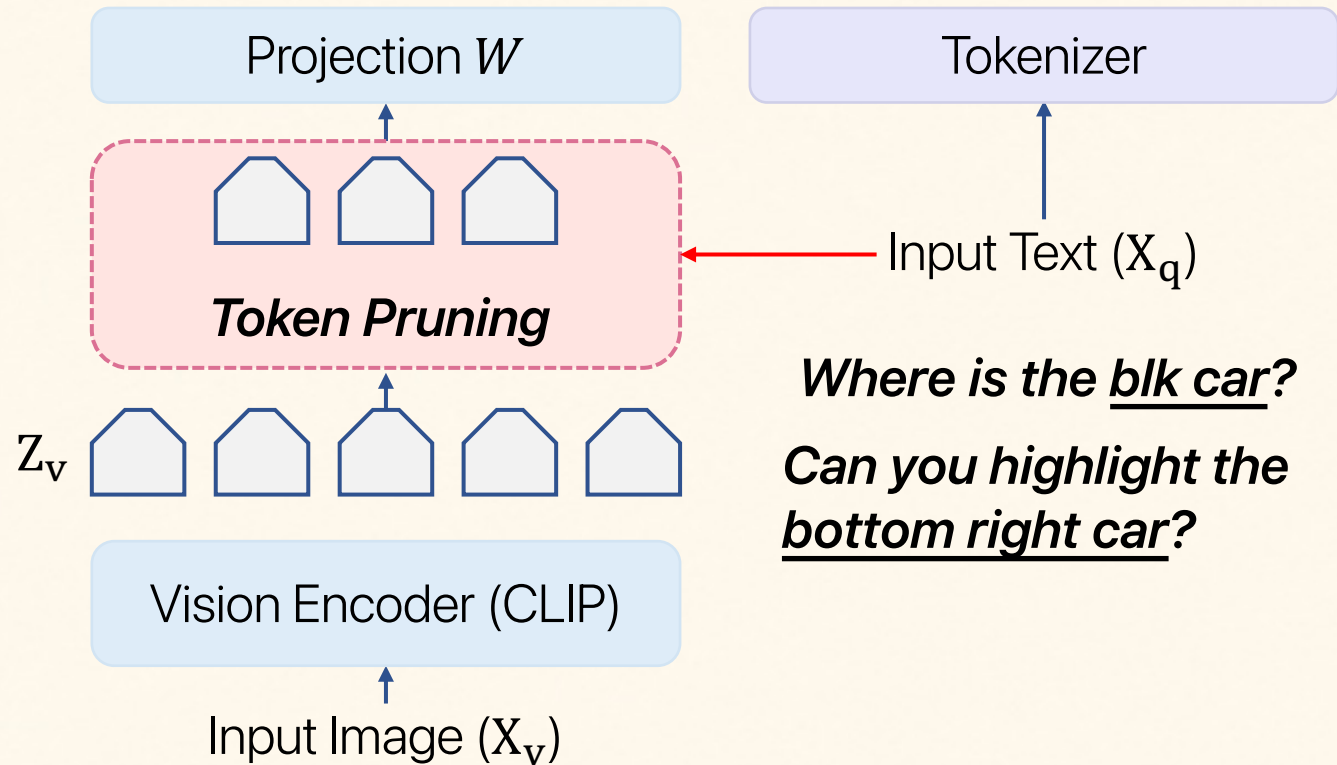 Projection W
Tokenizer
Input Text (Xq)
Token Pruning
Where is the blk car?
Zv
Can you highlight the
bottom right car?
Vision Encoder (CLIP)
Input Image (Xv)